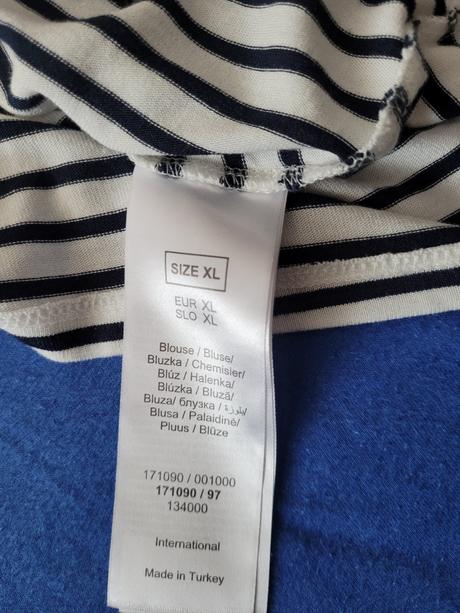 SIZE XL
EUR XL
SLO XL
Blouse / Bluse/
Bluzka / Chemisier/
Blúz / Halenka/
Blúzka / Bluză/
Bluza/ блузка / بلوزة/
Blusa / Palaidinė/
Pluus / Blūze
171090 / 001000
171090 / 97
134000
International
Made in Turkey